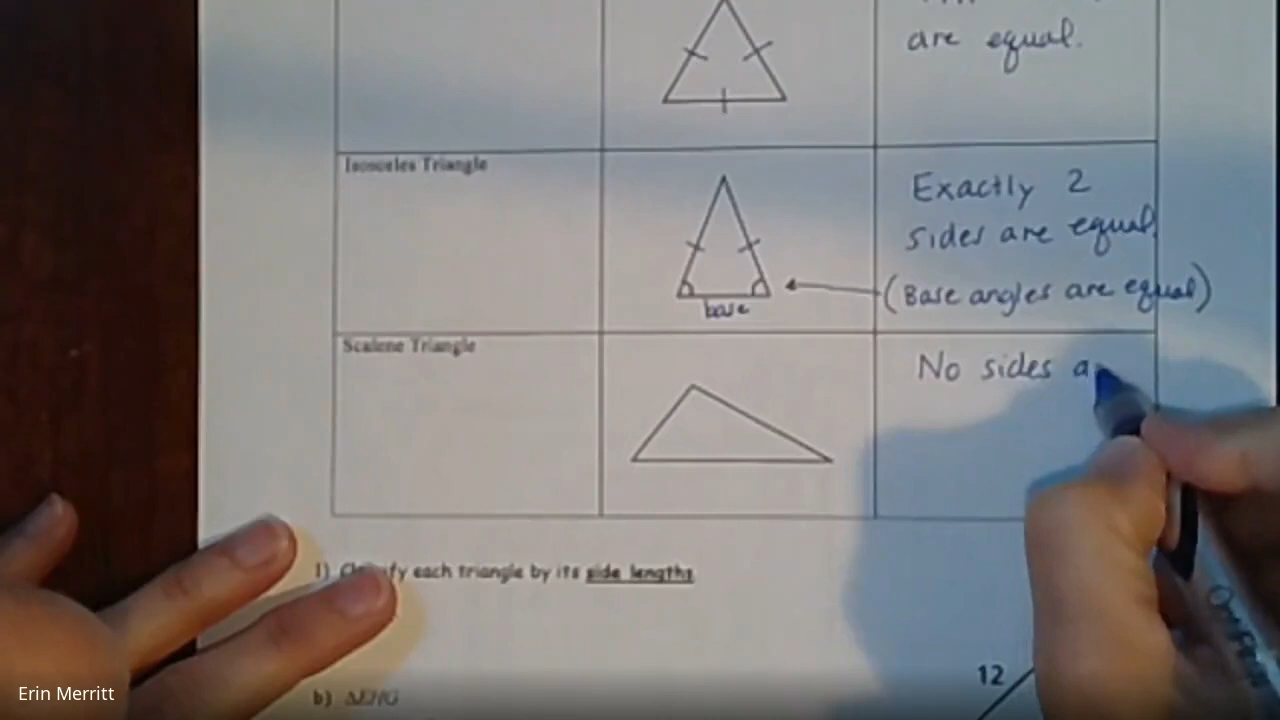 are equal.
Isosceles Triangle
Exactly 2
sides are equal.
(Base angles are equal)
base
Scalene Triangle
No sides a
1) Classify each triangle by its side lengths
12
b) ΔEHG
Erin Merritt